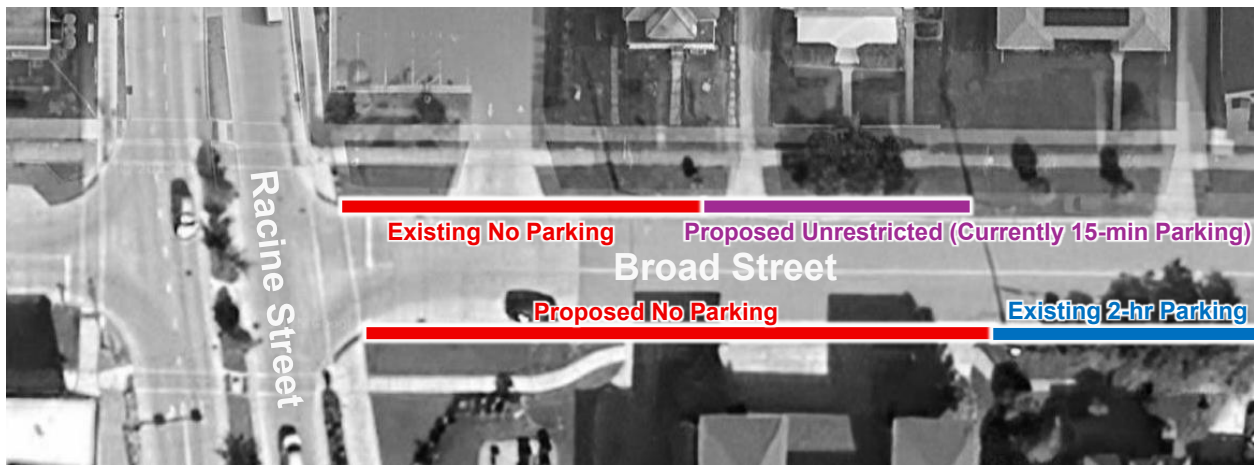 Racine Street
Existing No Parking
Proposed Unrestricted (Currently 15-min Parking)
Broad Street
Proposed No Parking
Existing 2-hr Parking